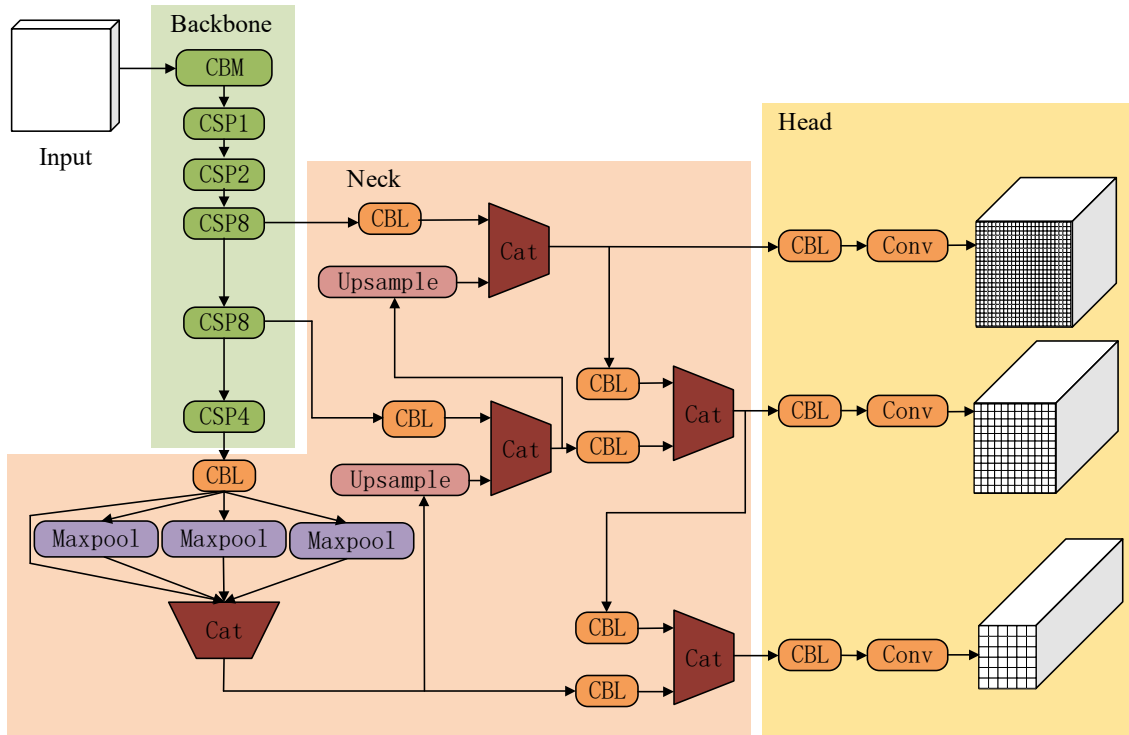 Backbone
CBM
Input
CSP1
CSP2
CSP8
CSP8
CSP4
Neck
CBL
Cat
Upsample
CBL
Cat
CBL
Cat
CBL
Upsample
CBL
Maxpool
Maxpool
Maxpool
Cat
CBL
Cat
CBL
Head
CBL
Conv
CBL
Conv
CBL
Conv